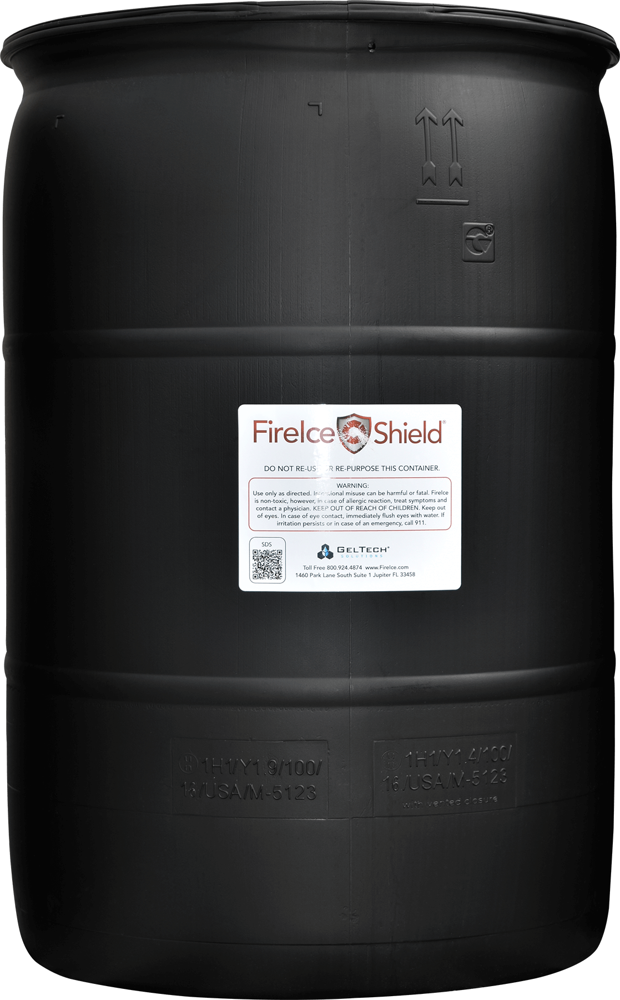 ®
FireIce Shield®
DO NOT RE-USE OR RE-PURPOSE THIS CONTAINER.
WARNING:
Use only as directed. Intentional misuse can be harmful or fatal. FireIce
is non-toxic, however, in case of allergic reaction, treat symptoms and
contact a physician. KEEP OUT OF REACH OF CHILDREN. Keep out
of eyes. In case of eye contact, immediately flush eyes with water. If
irritation persists or in case of an emergency, call 911.
SDS
GELTECH®
SOLUTIONS
Toll Free 800.924.4874 www.FireIce.com
1460 Park Lane South Suite 1 Jupiter FL 33458
1H1/Y1.9/100/
16/USA/M-5123
1H1/Y1.4/100/
16/USA/M-5123
with vented closure